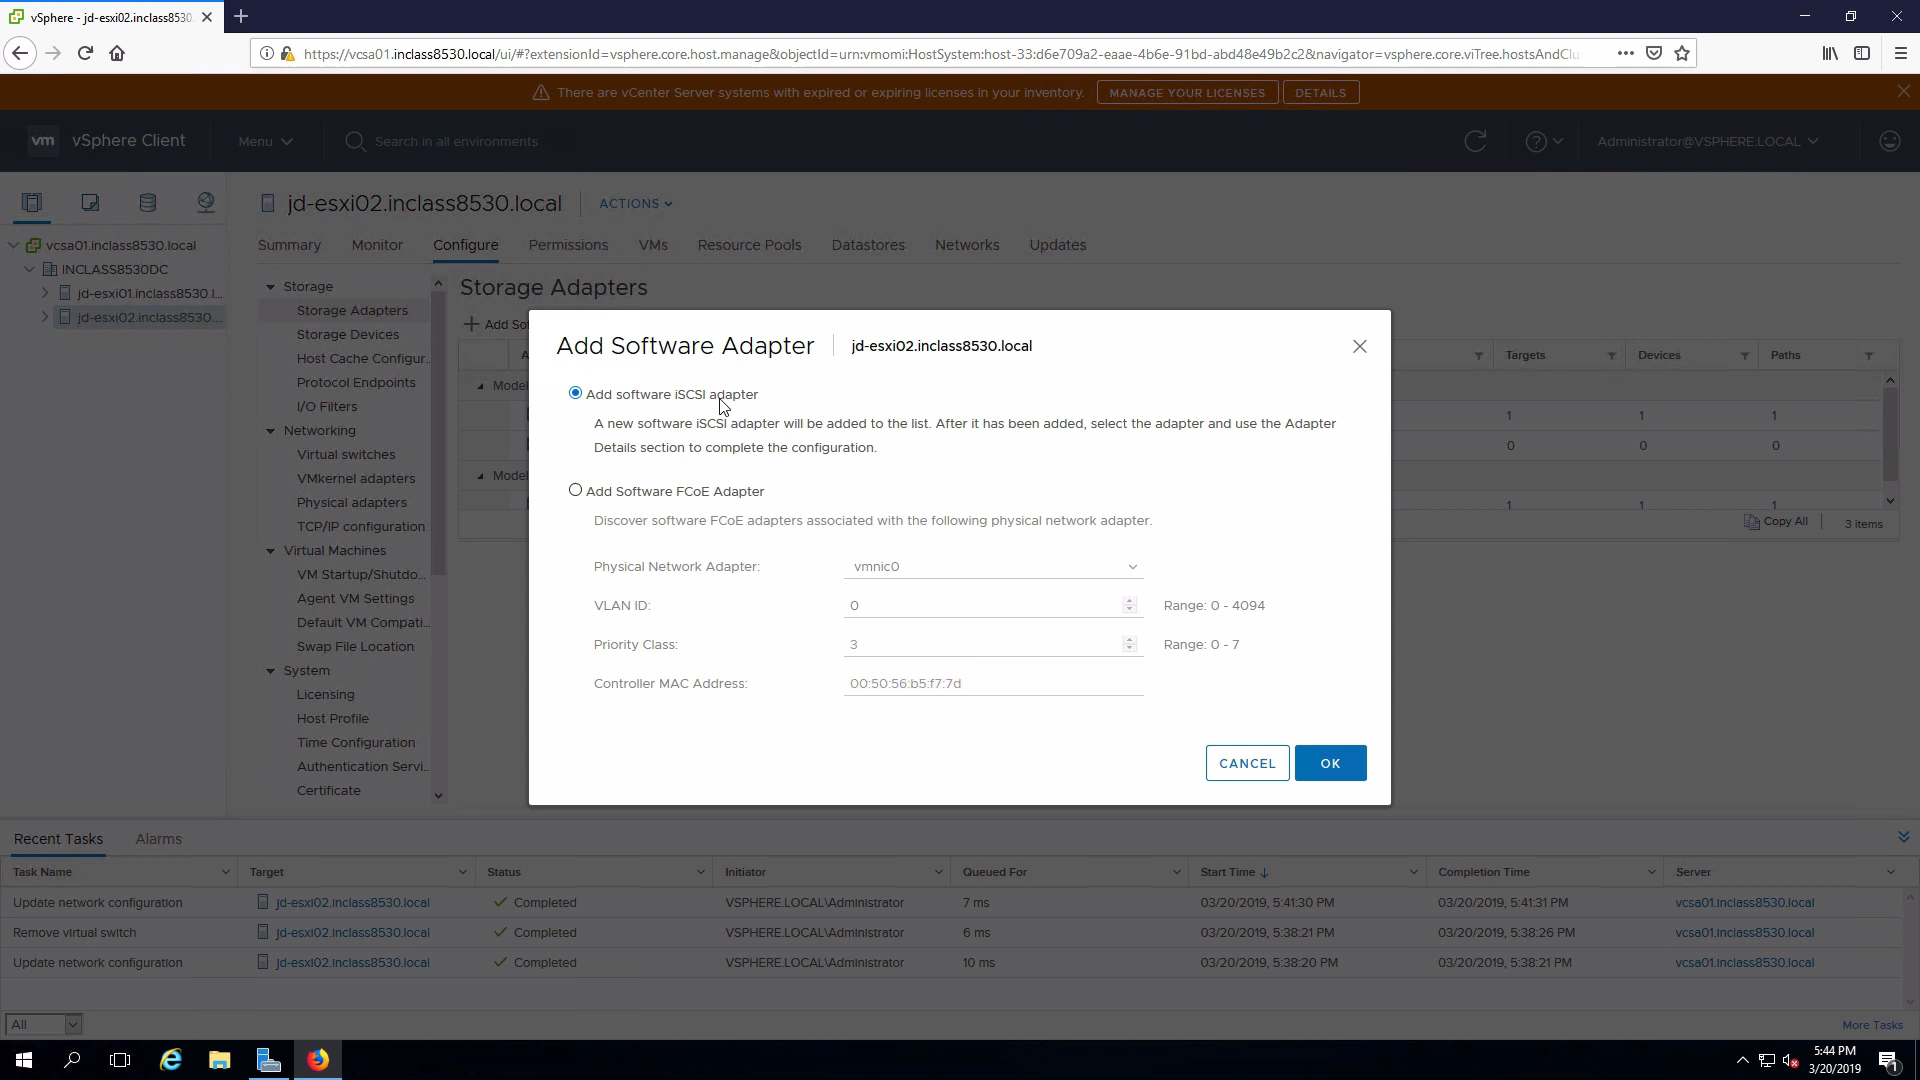 vSphere - jd-esxi02.inclass8530.
https://vcsa01.inclass8530.local/ui/#?extensionId=vsphere.core.host.manage&objectId=urn:vmomi:HostSystem:host-33:d6e709a2-eaae-4b6e-91bd-abd48e49b2c2&navigator=vsphere.core.viTree.hostsAndClu
There are vCenter Server systems with expired or expiring licenses in your inventory. MANAGE YOUR LICENSES DETAILS
vm vSphere Client Menu Search in all environments Administrator@VSPHERE.LOCAL
jd-esxi02.inclass8530.local ACTIONS
Summary Monitor Configure Permissions VMs Resource Pools Datastores Networks Updates
vcsa01.inclass8530.local
INCLASS8530DC
jd-esxi01.inclass8530.l...
jd-esxi02.inclass8530....
Storage
Storage Adapters
Storage Devices
Host Cache Configur...
Protocol Endpoints
I/O Filters
Networking
Virtual switches
VMkernel adapters
Physical adapters
TCP/IP configuration
Virtual Machines
VM Startup/Shutdo...
Agent VM Settings
Default VM Compati...
Swap File Location
System
Licensing
Host Profile
Time Configuration
Authentication Servi...
Certificate
Storage Adapters
Add So
Targets Devices Paths
Model
1 1 1
0 0 0
Model
1 1 1
Copy All 3 items
Add Software Adapter jd-esxi02.inclass8530.local
Add software iSCSI adapter
A new software iSCSI adapter will be added to the list. After it has been added, select the adapter and use the Adapter
Details section to complete the configuration.
Add Software FCoE Adapter
Discover software FCoE adapters associated with the following physical network adapter.
Physical Network Adapter: vmnic0
VLAN ID: 0 Range: 0 - 4094
Priority Class: 3 Range: 0 - 7
Controller MAC Address: 00:50:56:b5:f7:7d
CANCEL OK
Recent Tasks Alarms
Task Name Target Status Initiator Queued For Start Time Completion Time Server
Update network configuration jd-esxi02.inclass8530.local Completed VSPHERE.LOCAL\Administrator 7 ms 03/20/2019, 5:41:30 PM 03/20/2019, 5:41:31 PM vcsa01.inclass8530.local
Remove virtual switch jd-esxi02.inclass8530.local Completed VSPHERE.LOCAL\Administrator 6 ms 03/20/2019, 5:38:21 PM 03/20/2019, 5:38:26 PM vcsa01.inclass8530.local
Update network configuration jd-esxi02.inclass8530.local Completed VSPHERE.LOCAL\Administrator 10 ms 03/20/2019, 5:38:20 PM 03/20/2019, 5:38:21 PM vcsa01.inclass8530.local
All More Tasks
5:44 PM
3/20/2019
1